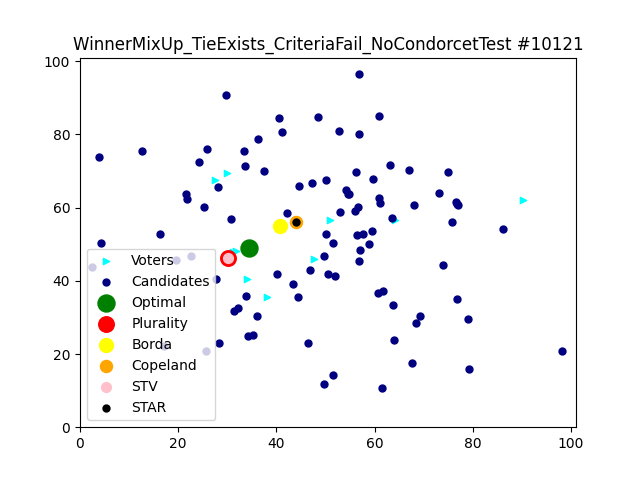 WinnerMixUp_TieExists_CriteriaFail_NoCondorcetTest #10121
100
80
60
40
20
0
Voters
Candidates
Optimal
Plurality
Borda
Copeland
STV
STAR
0 20 40 60 80 100